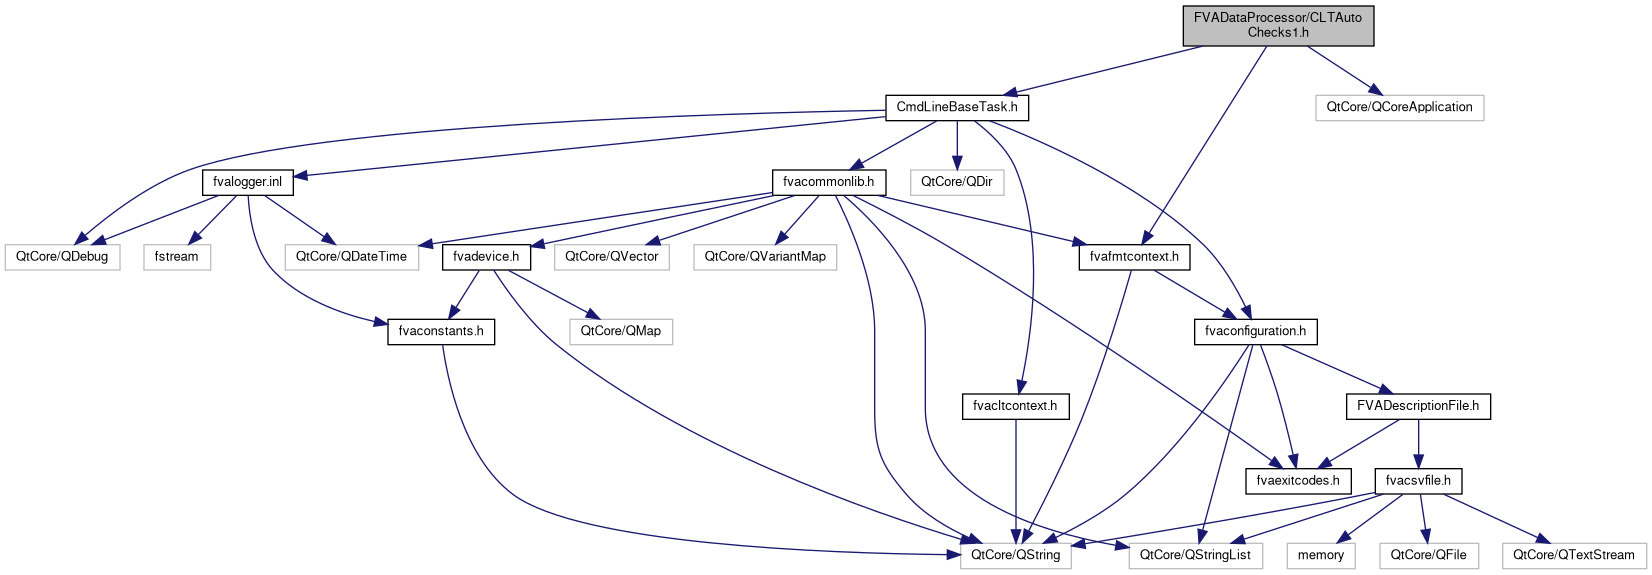 FVADataProcessor/CLTAuto
Checks1.h
CmdLineBaseTask.h
QtCore/QCoreApplication
fvalogger.inl
fvacommonlib.h
QtCore/QDir
QtCore/QDebug
fstream
QtCore/QDateTime
fvadevice.h
QtCore/QVector
QtCore/QVariantMap
fvafmtcontext.h
fvaconstants.h
QtCore/QMap
fvaconfiguration.h
fvacltcontext.h
FVADescriptionFile.h
fvaexitcodes.h
fvacsvfile.h
QtCore/QString
QtCore/QStringList
memory
QtCore/QFile
QtCore/QTextStream